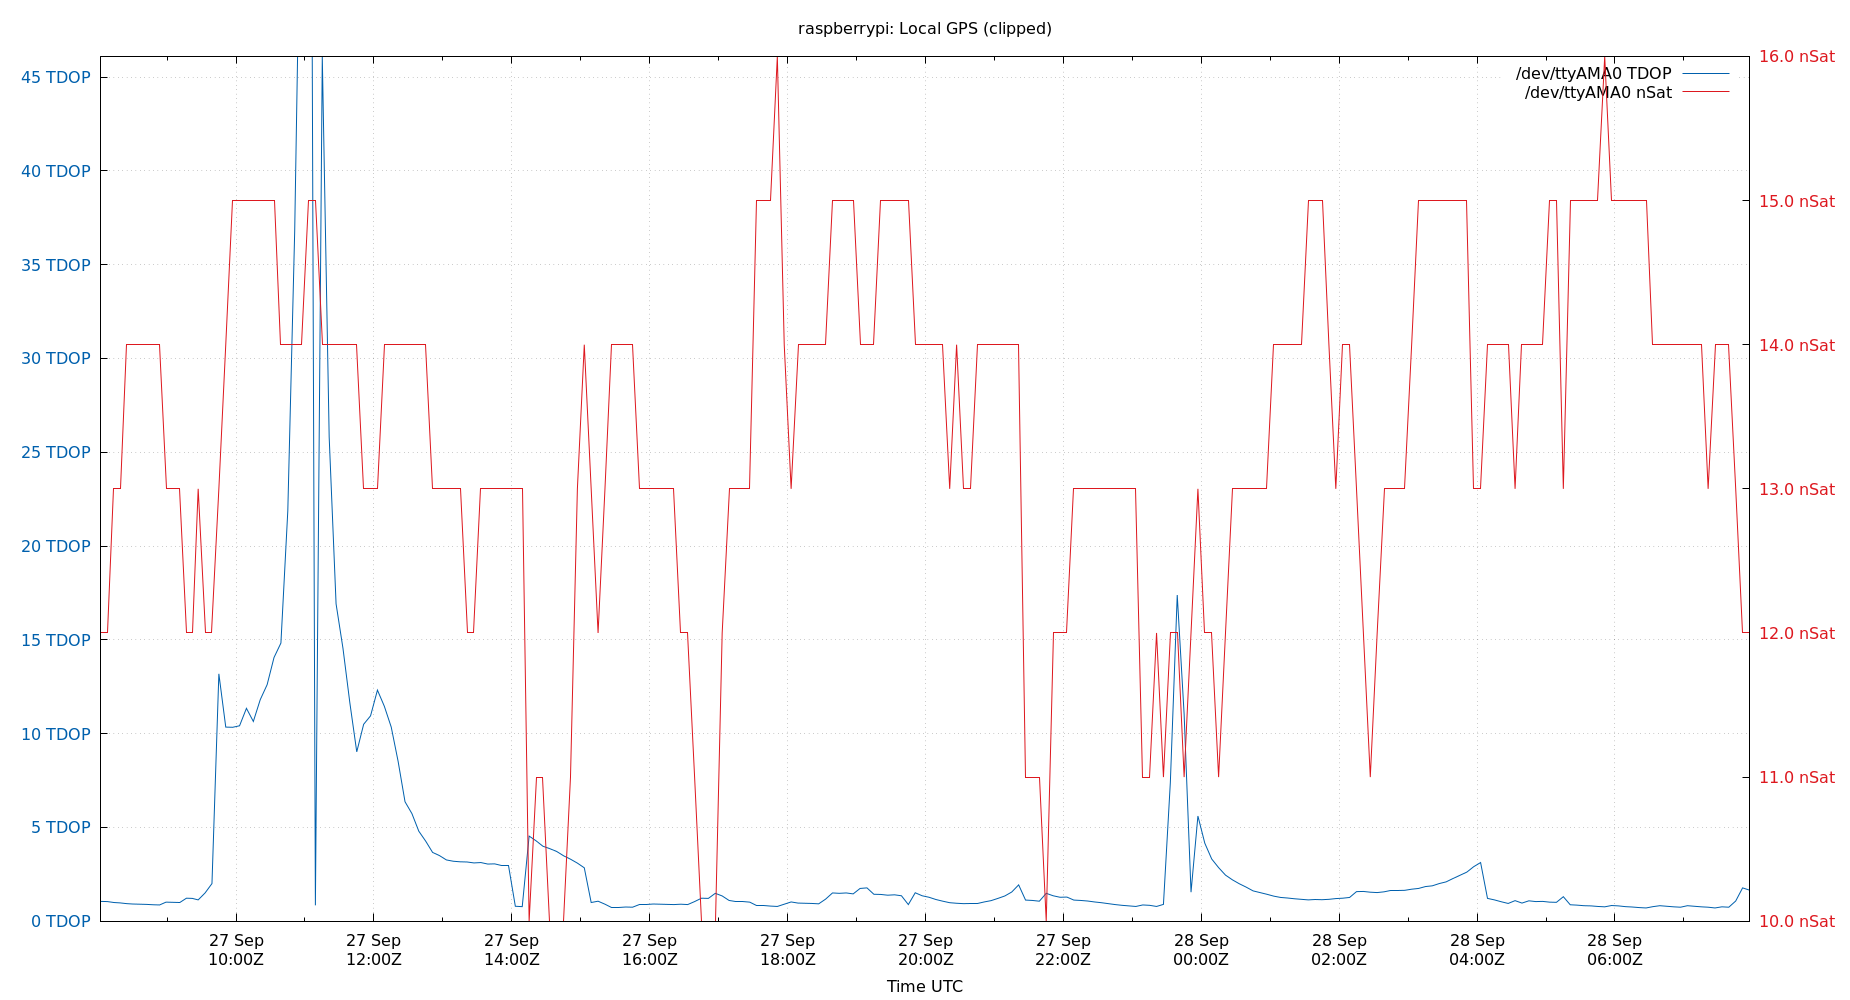 raspberrypi: Local GPS (clipped)
/dev/ttyAMA0 TDOP
/dev/ttyAMA0 nSat
45 TDOP
40 TDOP
35 TDOP
30 TDOP
25 TDOP
20 TDOP
15 TDOP
10 TDOP
5 TDOP
0 TDOP
16.0 nSat
15.0 nSat
14.0 nSat
13.0 nSat
12.0 nSat
11.0 nSat
10.0 nSat
27 Sep
10:00Z
27 Sep
12:00Z
27 Sep
14:00Z
27 Sep
16:00Z
27 Sep
18:00Z
27 Sep
20:00Z
27 Sep
22:00Z
28 Sep
00:00Z
28 Sep
02:00Z
28 Sep
04:00Z
28 Sep
06:00Z
Time UTC